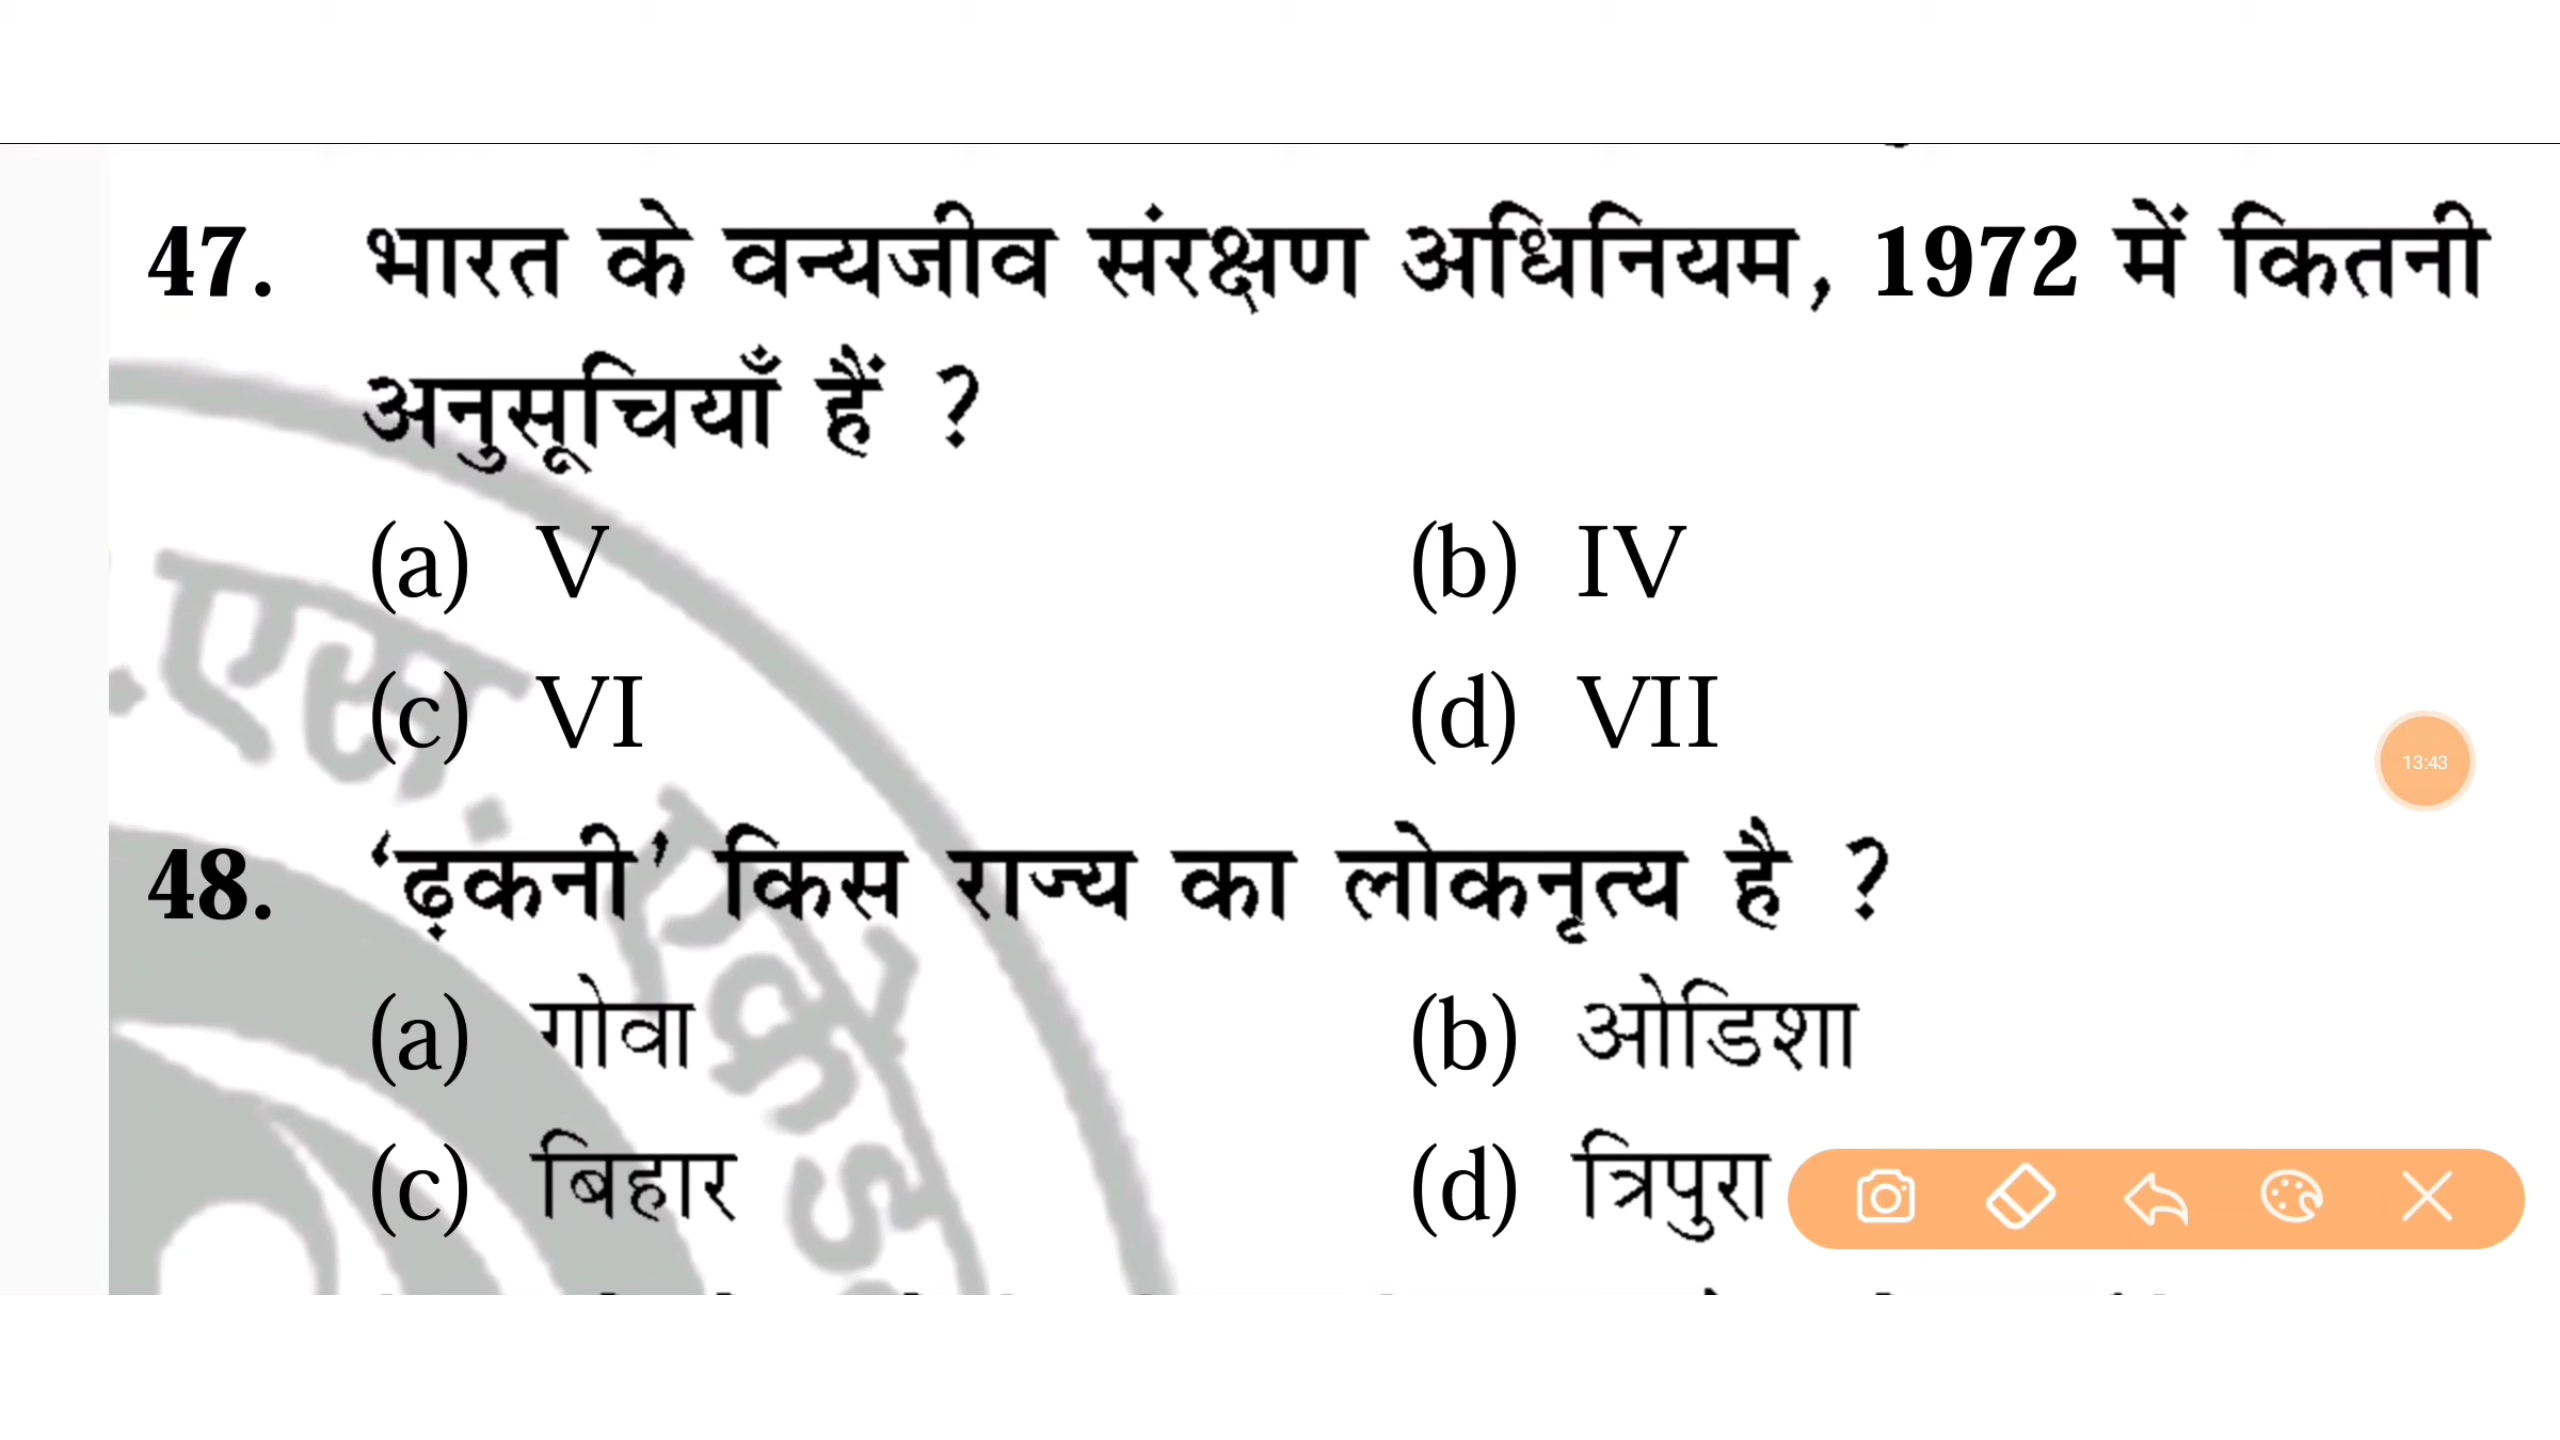 47. भारत के वन्यजीव संरक्षण अधिनियम, 1972 में कितनी
अनुसूचियाँ हैं ?
(a) V (b) IV
(c) VI (d) VII
13:43
48. ‘ढ़कनी’ किस राज्य का लोकनृत्य है ?
(a) गोवा (b) ओडिशा
(c) बिहार (d) त्रिपुरा
.एस.